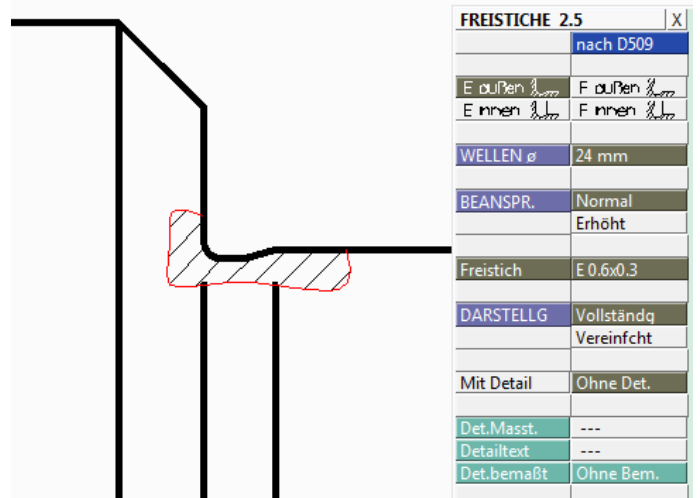 FREISTICHE 2.5 X
nach D509
E außen F außen
E innen F innen
WELLEN ø 24 mm
BEANSPR. Normal
Erhöht
Freistich E 0.6x0.3
DARSTELLG Vollständg
Vereinfcht
Mit Detail Ohne Det.
Det.Masst. ---
Detailtext ---
Det.bemaßt Ohne Bem.